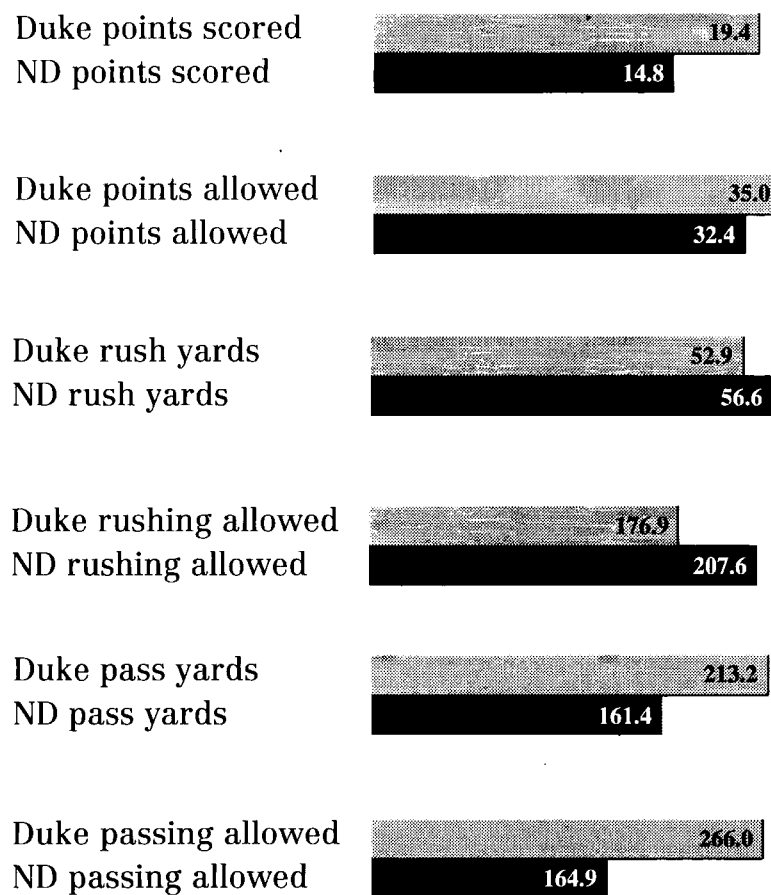 Duke points scored 19.4
ND points scored 14.8
Duke points allowed 35.0
ND points allowed 32.4
Duke rush yards 52.9
ND rush yards 56.6
Duke rushing allowed 176.9
ND rushing allowed 207.6
Duke pass yards 213.2
ND pass yards 161.4
Duke passing allowed 266.0
ND passing allowed 164.9